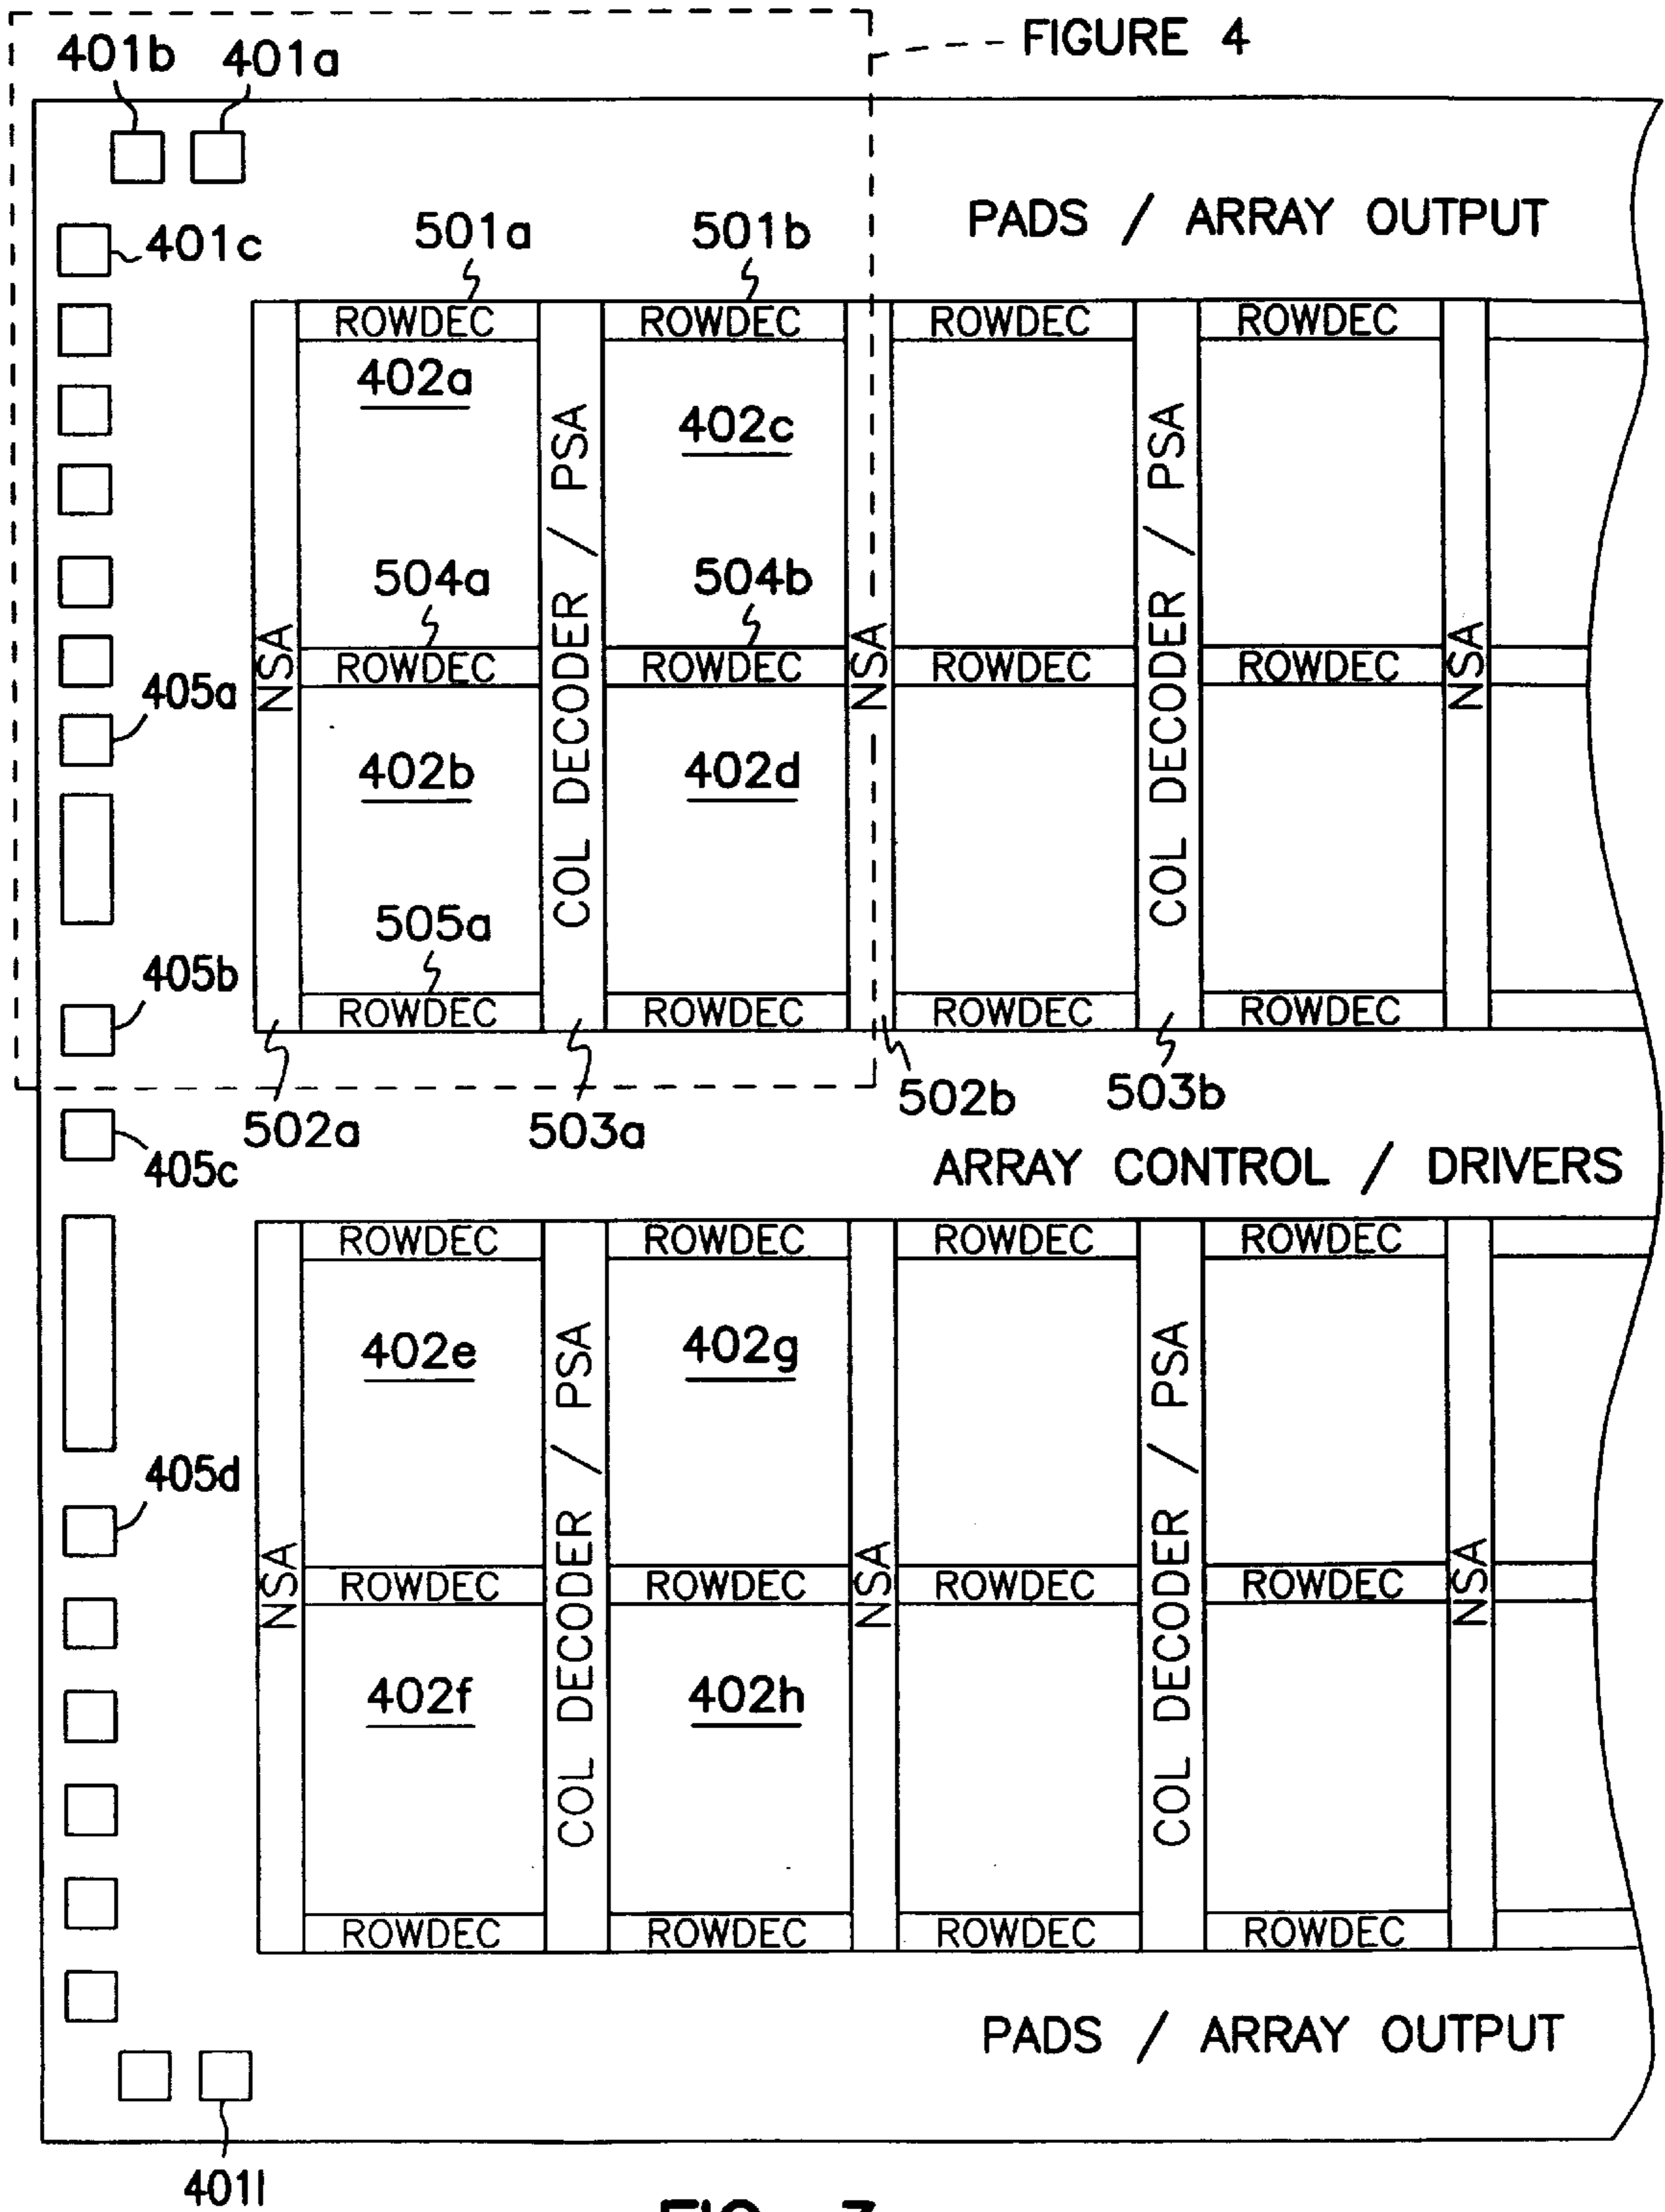 FIGURE 4
401b 401a
PADS / ARRAY OUTPUT
401c
501a 501b
ROWDEC ROWDEC ROWDEC ROWDEC
402a
402c
COL DECODER / PSA COL DECODER / PSA
504a 504b
NSA NSA NSA
ROWDEC ROWDEC ROWDEC ROWDEC
405a
402b 402d
505a
405b
ROWDEC ROWDEC ROWDEC ROWDEC
502a 503a 502b 503b
405c
ARRAY CONTROL / DRIVERS
ROWDEC ROWDEC ROWDEC ROWDEC
402e 402g
COL DECODER / PSA COL DECODER / PSA
405d
NSA NSA NSA
ROWDEC ROWDEC ROWDEC ROWDEC
402f 402h
ROWDEC ROWDEC ROWDEC ROWDEC
PADS / ARRAY OUTPUT
401l